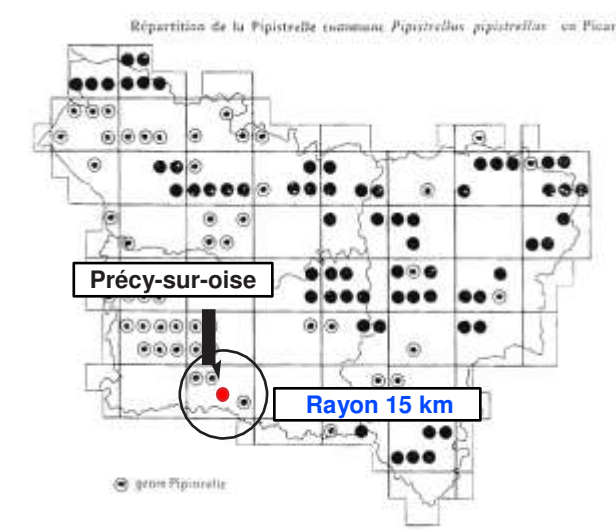 Répartition de la Pipistrelle commune Pipistrellus pipistrellus en Picar
Précy-sur-oise
Rayon 15 km
genre Pipistrelle